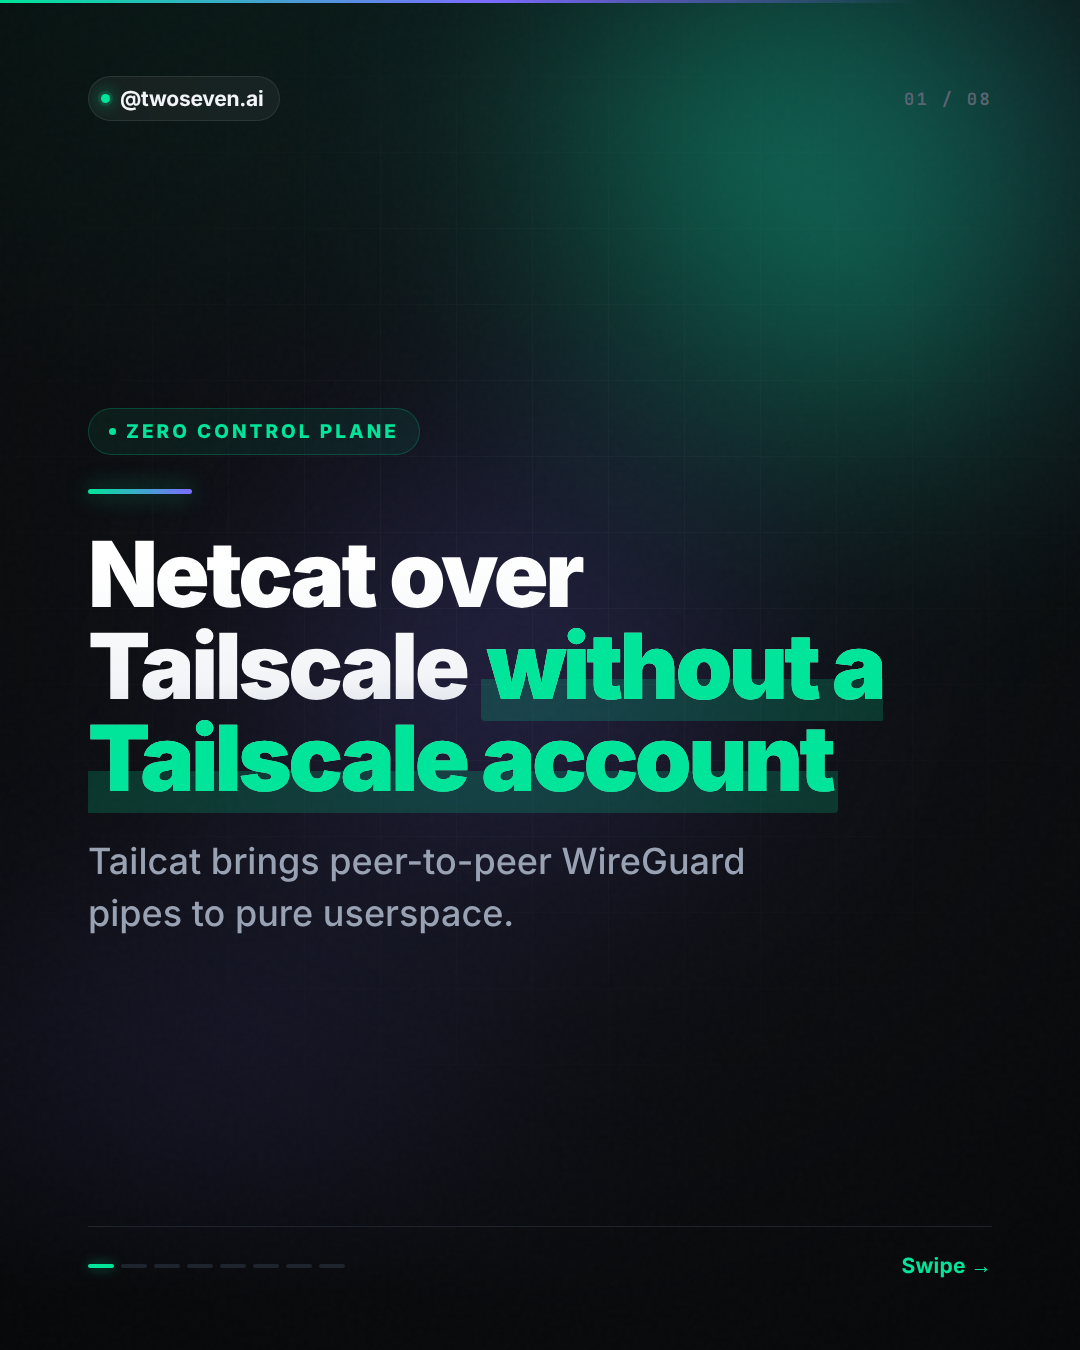 @twoseven.ai
01 / 08
ZERO CONTROL PLANE
Netcat over
Tailscale without a
Tailscale account
Tailcat brings peer-to-peer WireGuard
pipes to pure userspace.
Swipe →